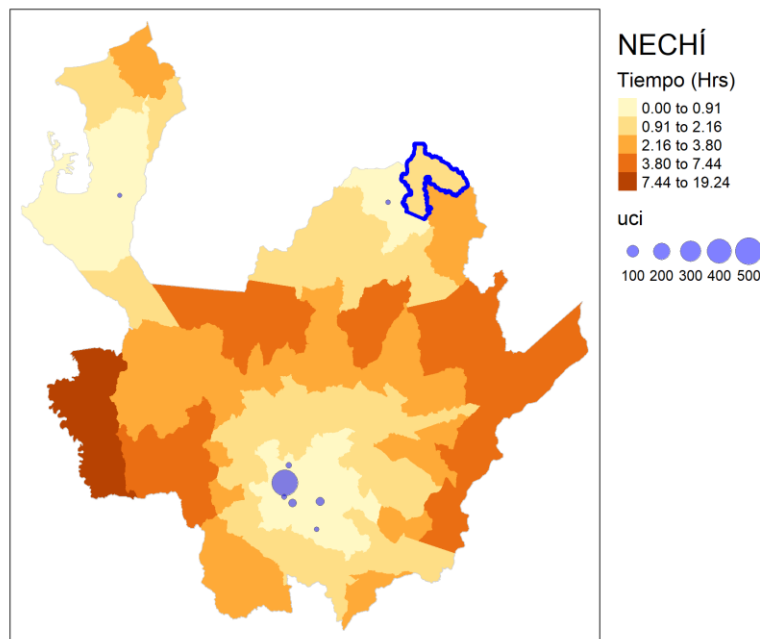 NECHÍ
Tiempo (Hrs)
0.00 to 0.91
0.91 to 2.16
2.16 to 3.80
3.80 to 7.44
7.44 to 19.24
uci
100 200 300 400 500